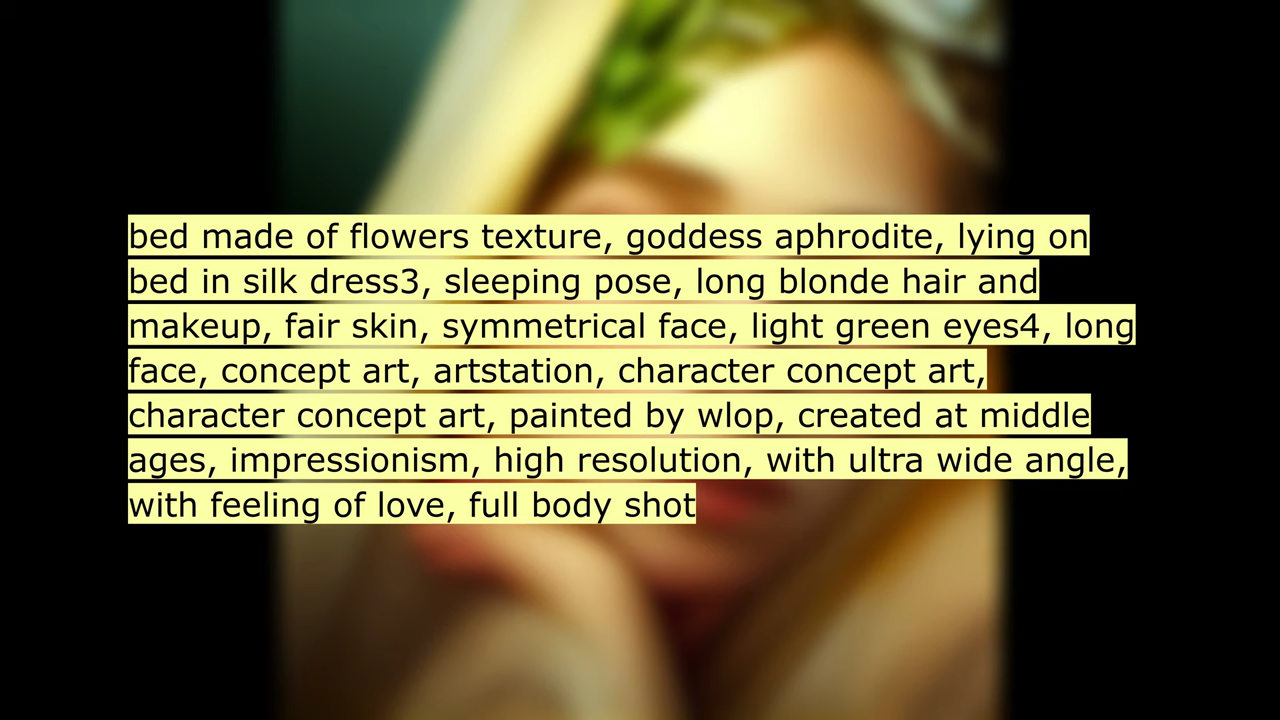 bed made of flowers texture, goddess aphrodite, lying on
bed in silk dress3, sleeping pose, long blonde hair and
makeup, fair skin, symmetrical face, light green eyes4, long
face, concept art, artstation, character concept art,
character concept art, painted by wlop, created at middle
ages, impressionism, high resolution, with ultra wide angle,
with feeling of love, full body shot